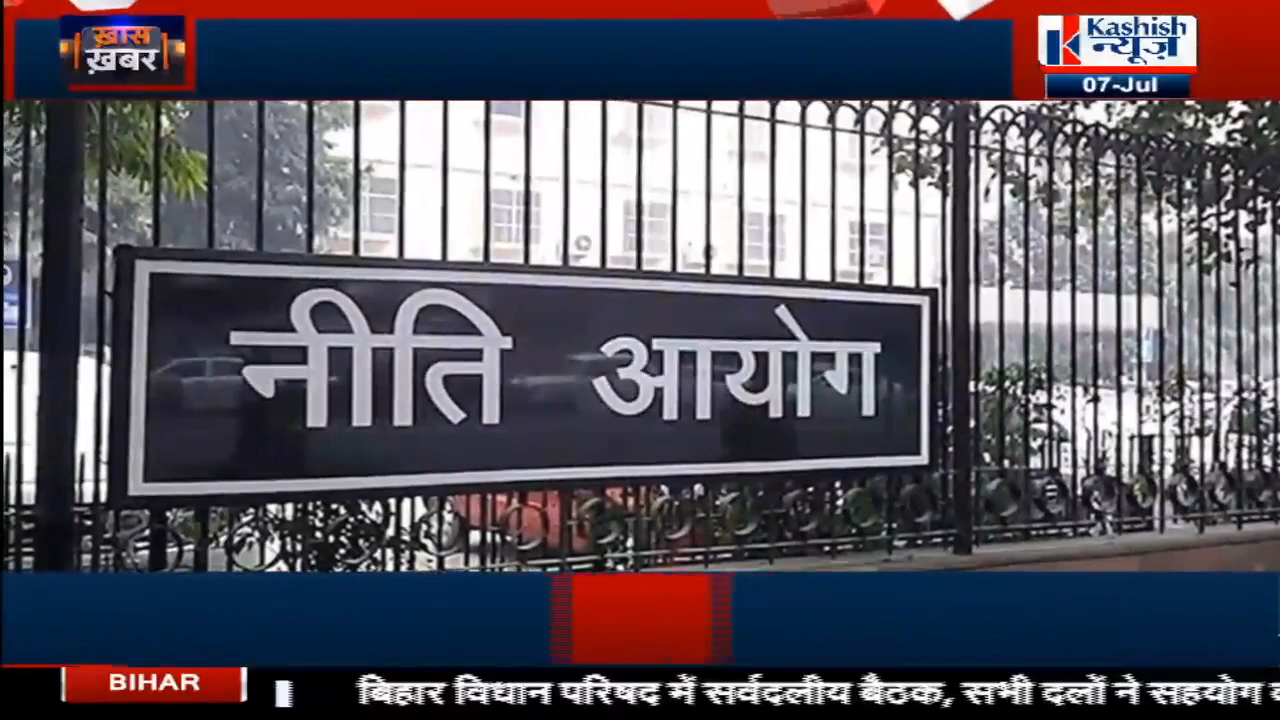 ख़ास
ख़बर
Kashish
न्यूज़
07-Jul
नीति आयोग
BIHAR
बिहार विधान परिषद में सर्वदलीय बैठक, सभी दलों ने सहयोग